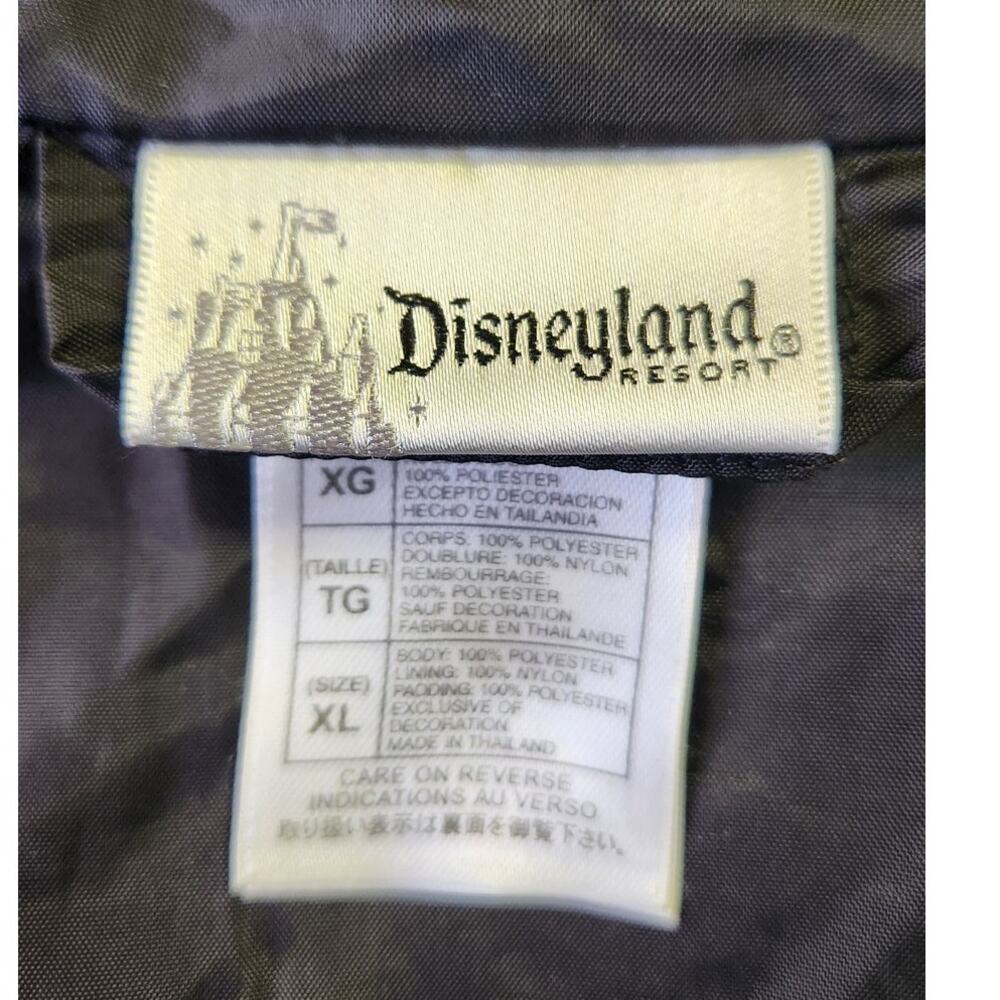 Disneyland®
RESORT
XG
100% POLIESTER
EXCEPTO DECORACION
HECHO EN TAILANDIA
(TAILLE)
TG
CORPS: 100% POLYESTER
DOUBLURE: 100% NYLON
REMBOURRAGE:
100% POLYESTER
SAUF DECORATION
FABRIQUE EN THAILANDE
(SIZE)
XL
BODY: 100% POLYESTER
LINING: 100% NYLON
PADDING: 100% POLYESTER
EXCLUSIVE OF
DECORATION
MADE IN THAILAND
CARE ON REVERSE
INDICATIONS AU VERSO
取り扱い表示は裏面を御覧下さい。